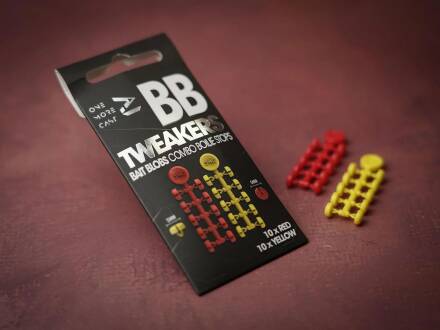 ONE
MORE
CAST
BB
TWEAKERS
BAIT BLOBS COMBO BOILIE STOPS
10 x RED
10 x YELLOW